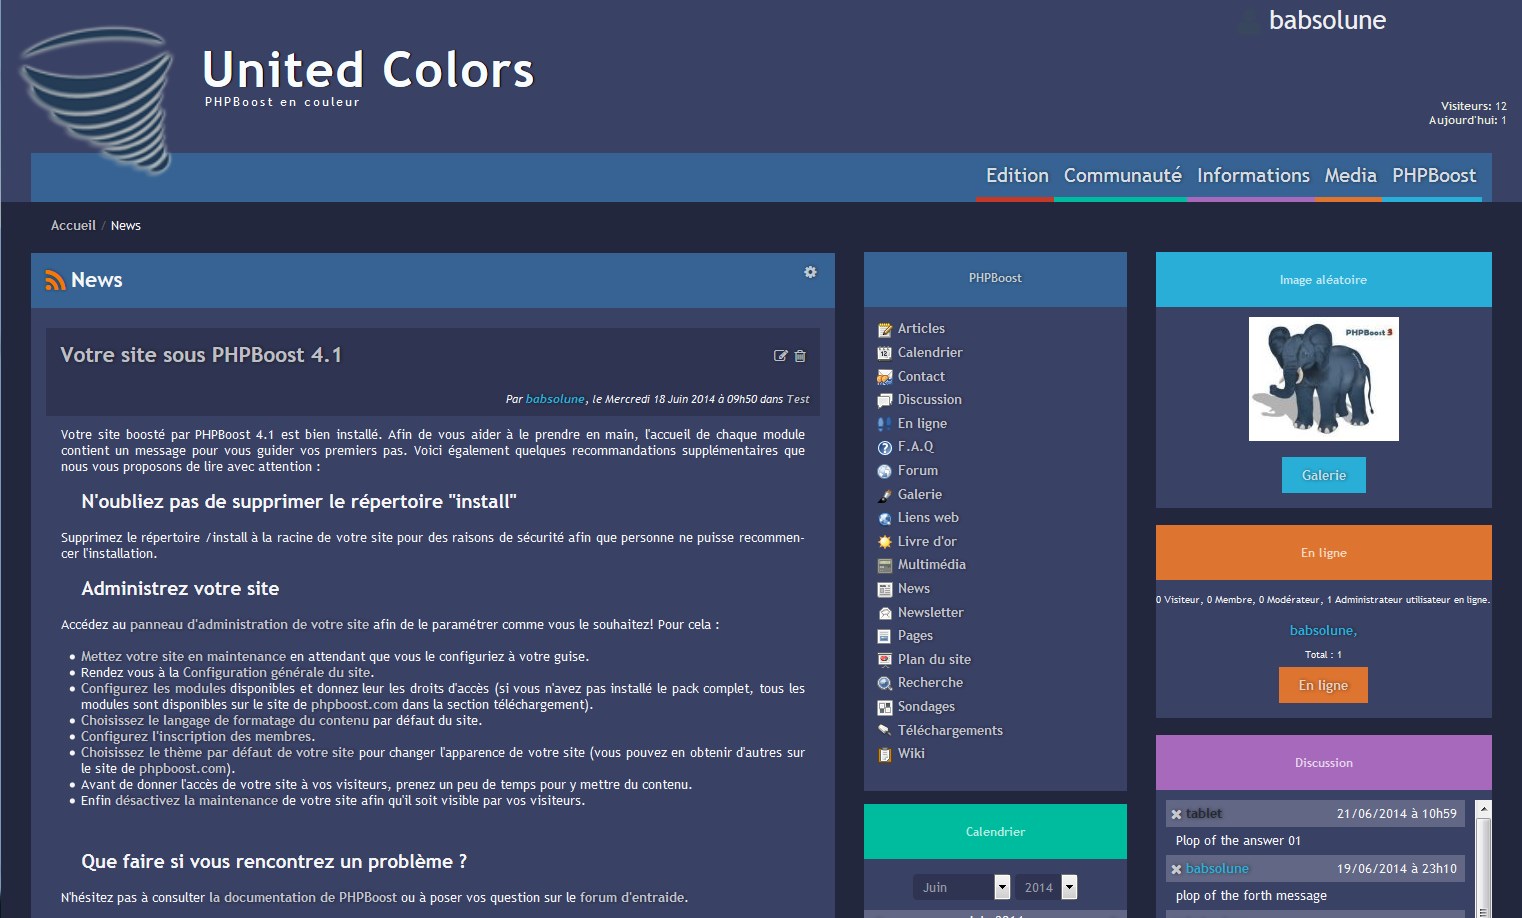 babsolune
United Colors
PHPBoost en couleur
Visiteurs: 12
Aujourd'hui: 1
Edition Communauté Informations Media PHPBoost
Accueil / News
News
Votre site sous PHPBoost 4.1
Par babsolune, le Mercredi 18 Juin 2014 à 09h50 dans Test
Votre site boosté par PHPBoost 4.1 est bien installé. Afin de vous aider à le prendre en main, l'accueil de chaque module
contient un message pour vous guider vos premiers pas. Voici également quelques recommandations supplémentaires que
nous vous proposons de lire avec attention :
N'oubliez pas de supprimer le répertoire "install"
Supprimez le répertoire /install à la racine de votre site pour des raisons de sécurité afin que personne ne puisse recommen-
cer l'installation.
Administrez votre site
Accédez au panneau d'administration de votre site afin de le paramétrer comme vous le souhaitez! Pour cela :
• Mettez votre site en maintenance en attendant que vous le configuriez à votre guise.
• Rendez vous à la Configuration générale du site.
• Configurez les modules disponibles et donnez leur les droits d'accès (si vous n'avez pas installé le pack complet, tous les
modules sont disponibles sur le site de phpboost.com dans la section téléchargement).
• Choisissez le langage de formatage du contenu par défaut du site.
• Configurez l'inscription des membres.
• Choisissez le thème par défaut de votre site pour changer l'apparence de votre site (vous pouvez en obtenir d'autres sur
le site de phpboost.com).
• Avant de donner l'accès de votre site à vos visiteurs, prenez un peu de temps pour y mettre du contenu.
• Enfin désactivez la maintenance de votre site afin qu'il soit visible par vos visiteurs.
Que faire si vous rencontrez un problème ?
N'hésitez pas à consulter la documentation de PHPBoost ou à poser vos question sur le forum d'entraide.
PHPBoost
Articles
Calendrier
Contact
Discussion
En ligne
F.A.Q
Forum
Galerie
Liens web
Livre d'or
Multimédia
News
Newsletter
Pages
Plan du site
Recherche
Sondages
Téléchargements
Wiki
Calendrier
Juin 2014
Image aléatoire
PHPBoost 3
Galerie
En ligne
0 Visiteur, 0 Membre, 0 Modérateur, 1 Administrateur utilisateur en ligne.
babsolune,
Total : 1
En ligne
Discussion
tablet 21/06/2014 à 10h59
Plop of the answer 01
babsolune 19/06/2014 à 23h10
plop of the forth message